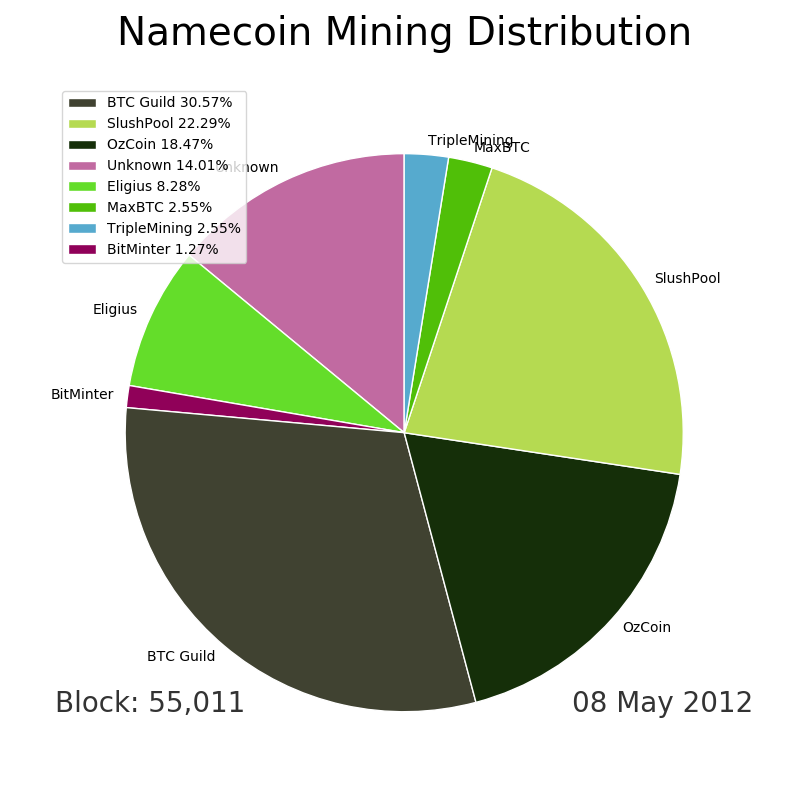 Namecoin Mining Distribution
BTC Guild 30.57%
SlushPool 22.29%
OzCoin 18.47%
Unknown 14.01%
Eligius 8.28%
MaxBTC 2.55%
TripleMining 2.55%
BitMinter 1.27%
TripleMining
MaxBTC
Unknown
SlushPool
Eligius
BitMinter
OzCoin
BTC Guild
Block: 55,011
08 May 2012